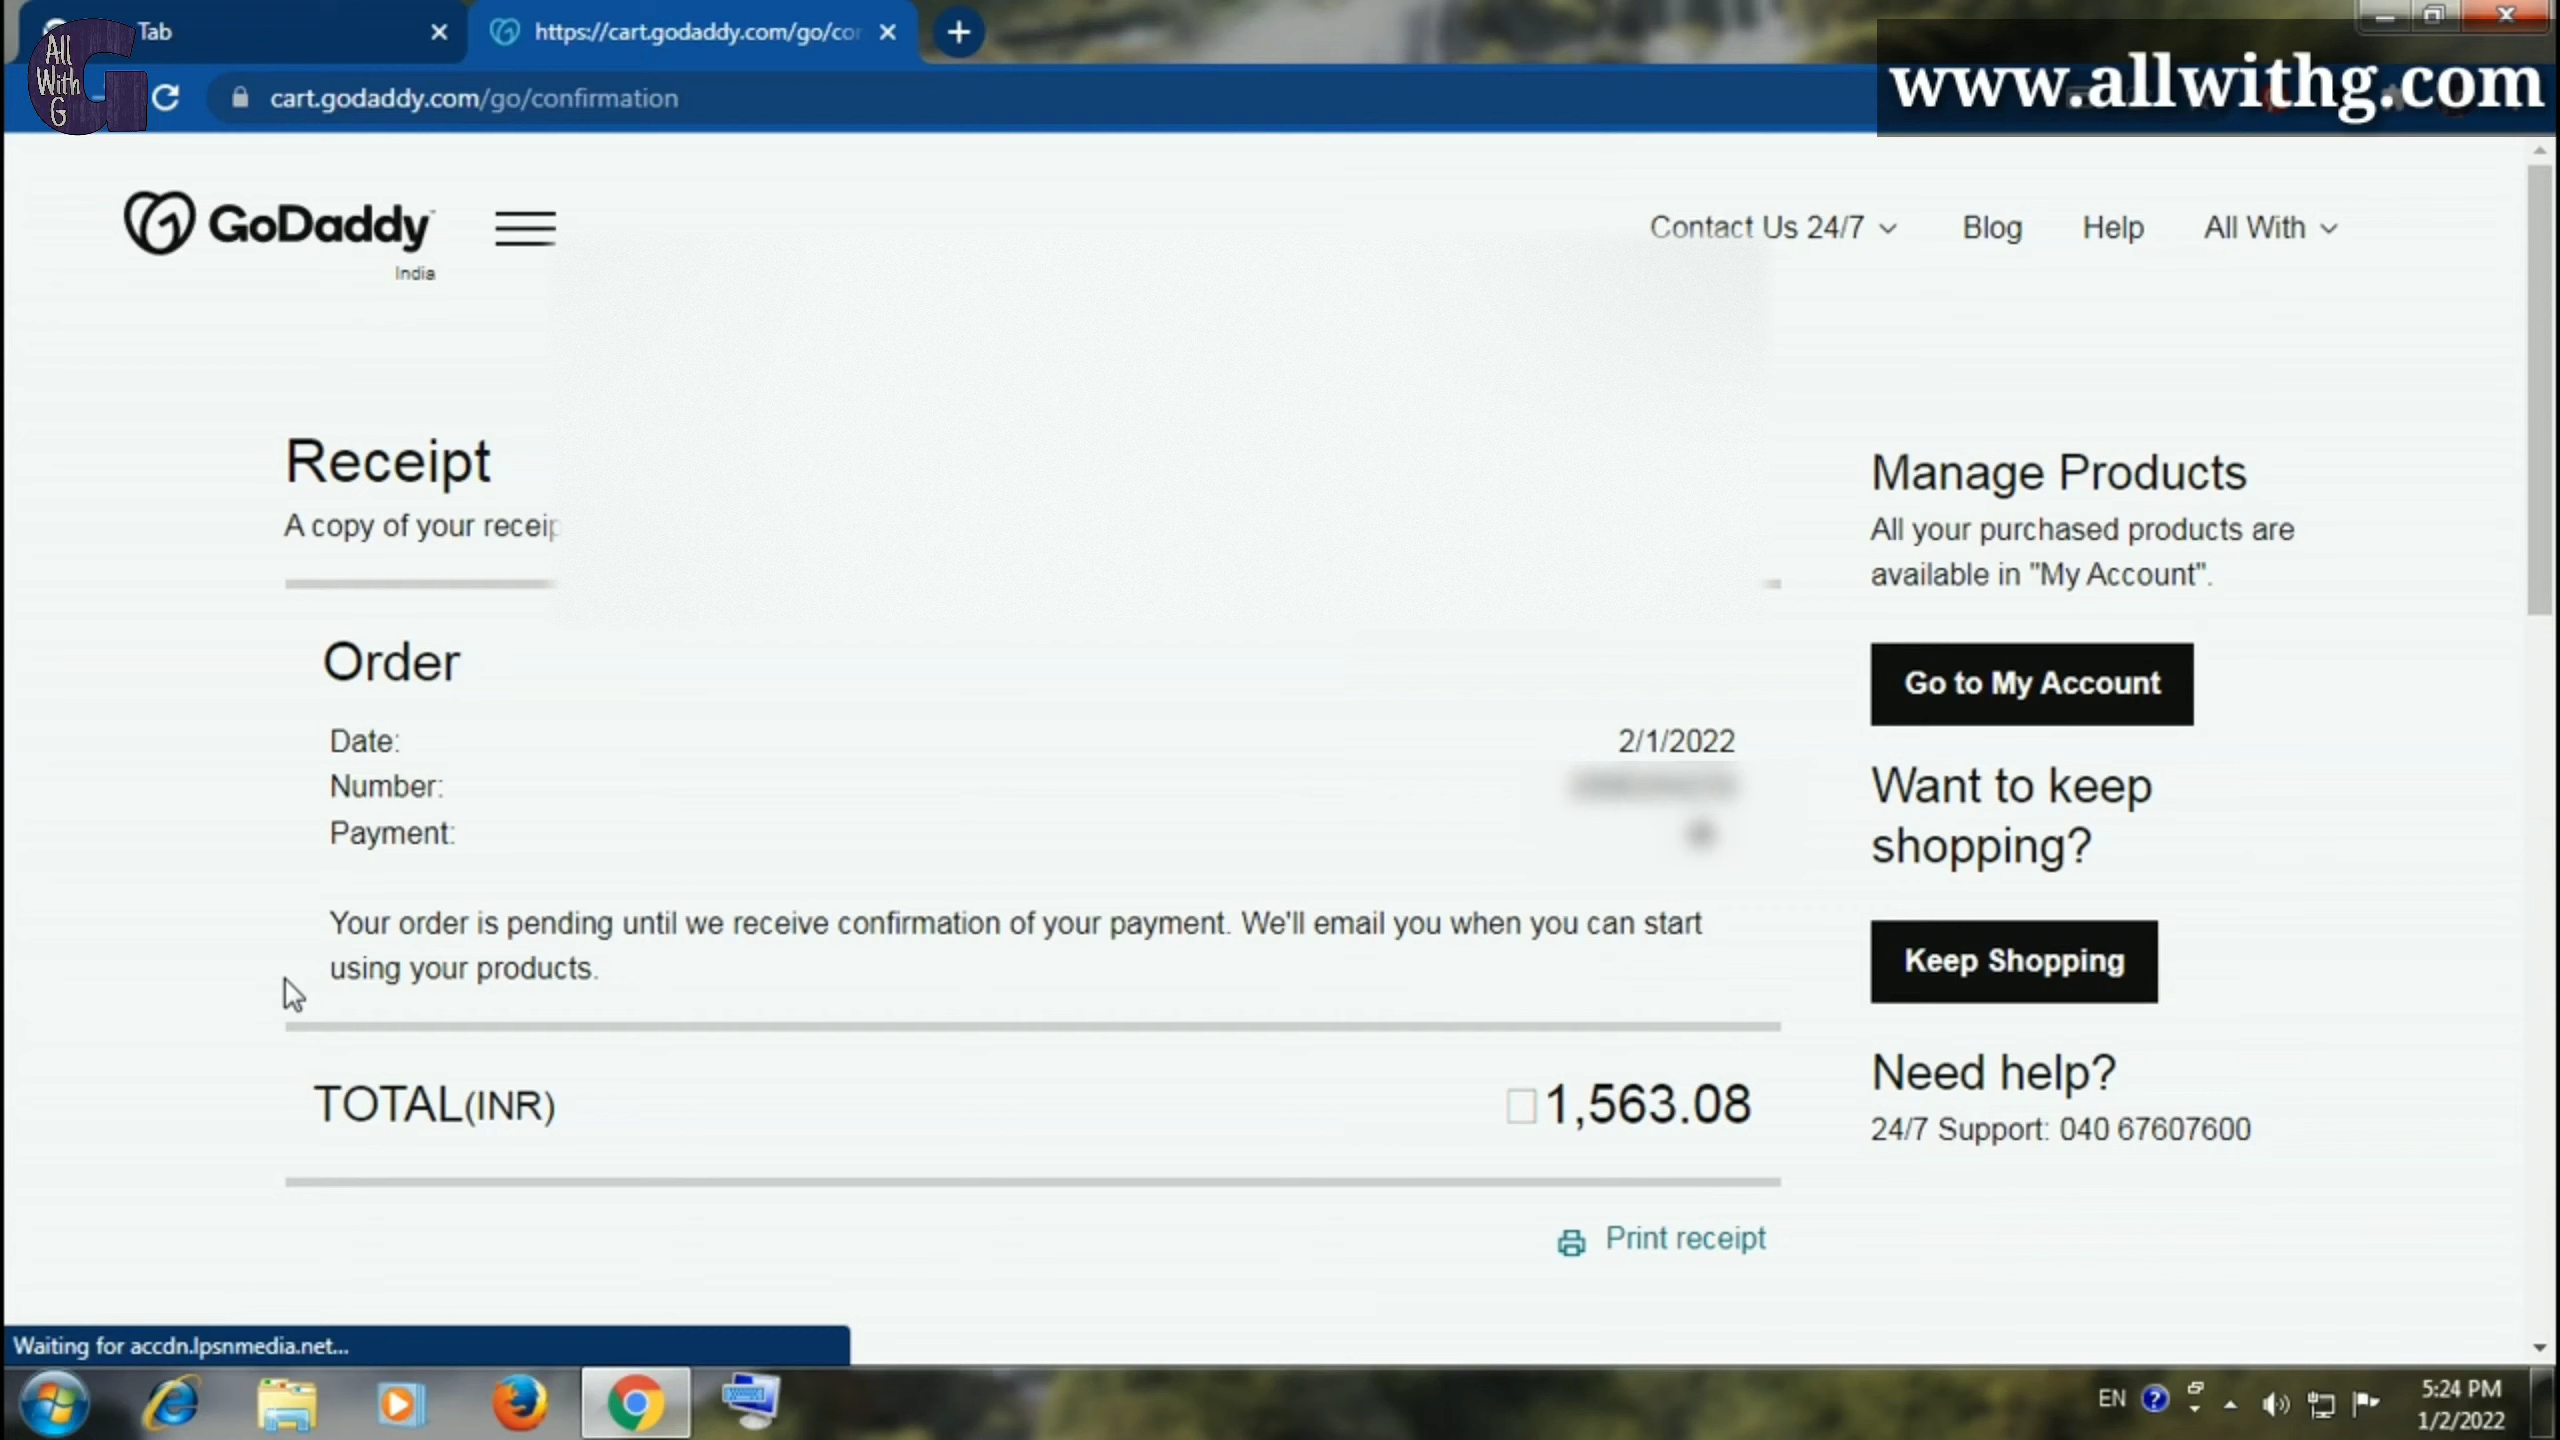 All
With
G
Tab
https://cart.godaddy.com/go/cor
cart.godaddy.com/go/confirmation
www.allwithg.com
GoDaddy
India
Contact Us 24/7
Blog
Help
All With
Receipt
A copy of your receip
Order
Date: 2/1/2022
Number:
Payment:
Your order is pending until we receive confirmation of your payment. We'll email you when you can start
using your products.
TOTAL(INR) 1,563.08
Print receipt
Manage Products
All your purchased products are
available in "My Account".
Go to My Account
Want to keep
shopping?
Keep Shopping
Need help?
24/7 Support: 040 67607600
Waiting for accdn.lpsnmedia.net...
EN
5:24 PM
1/2/2022